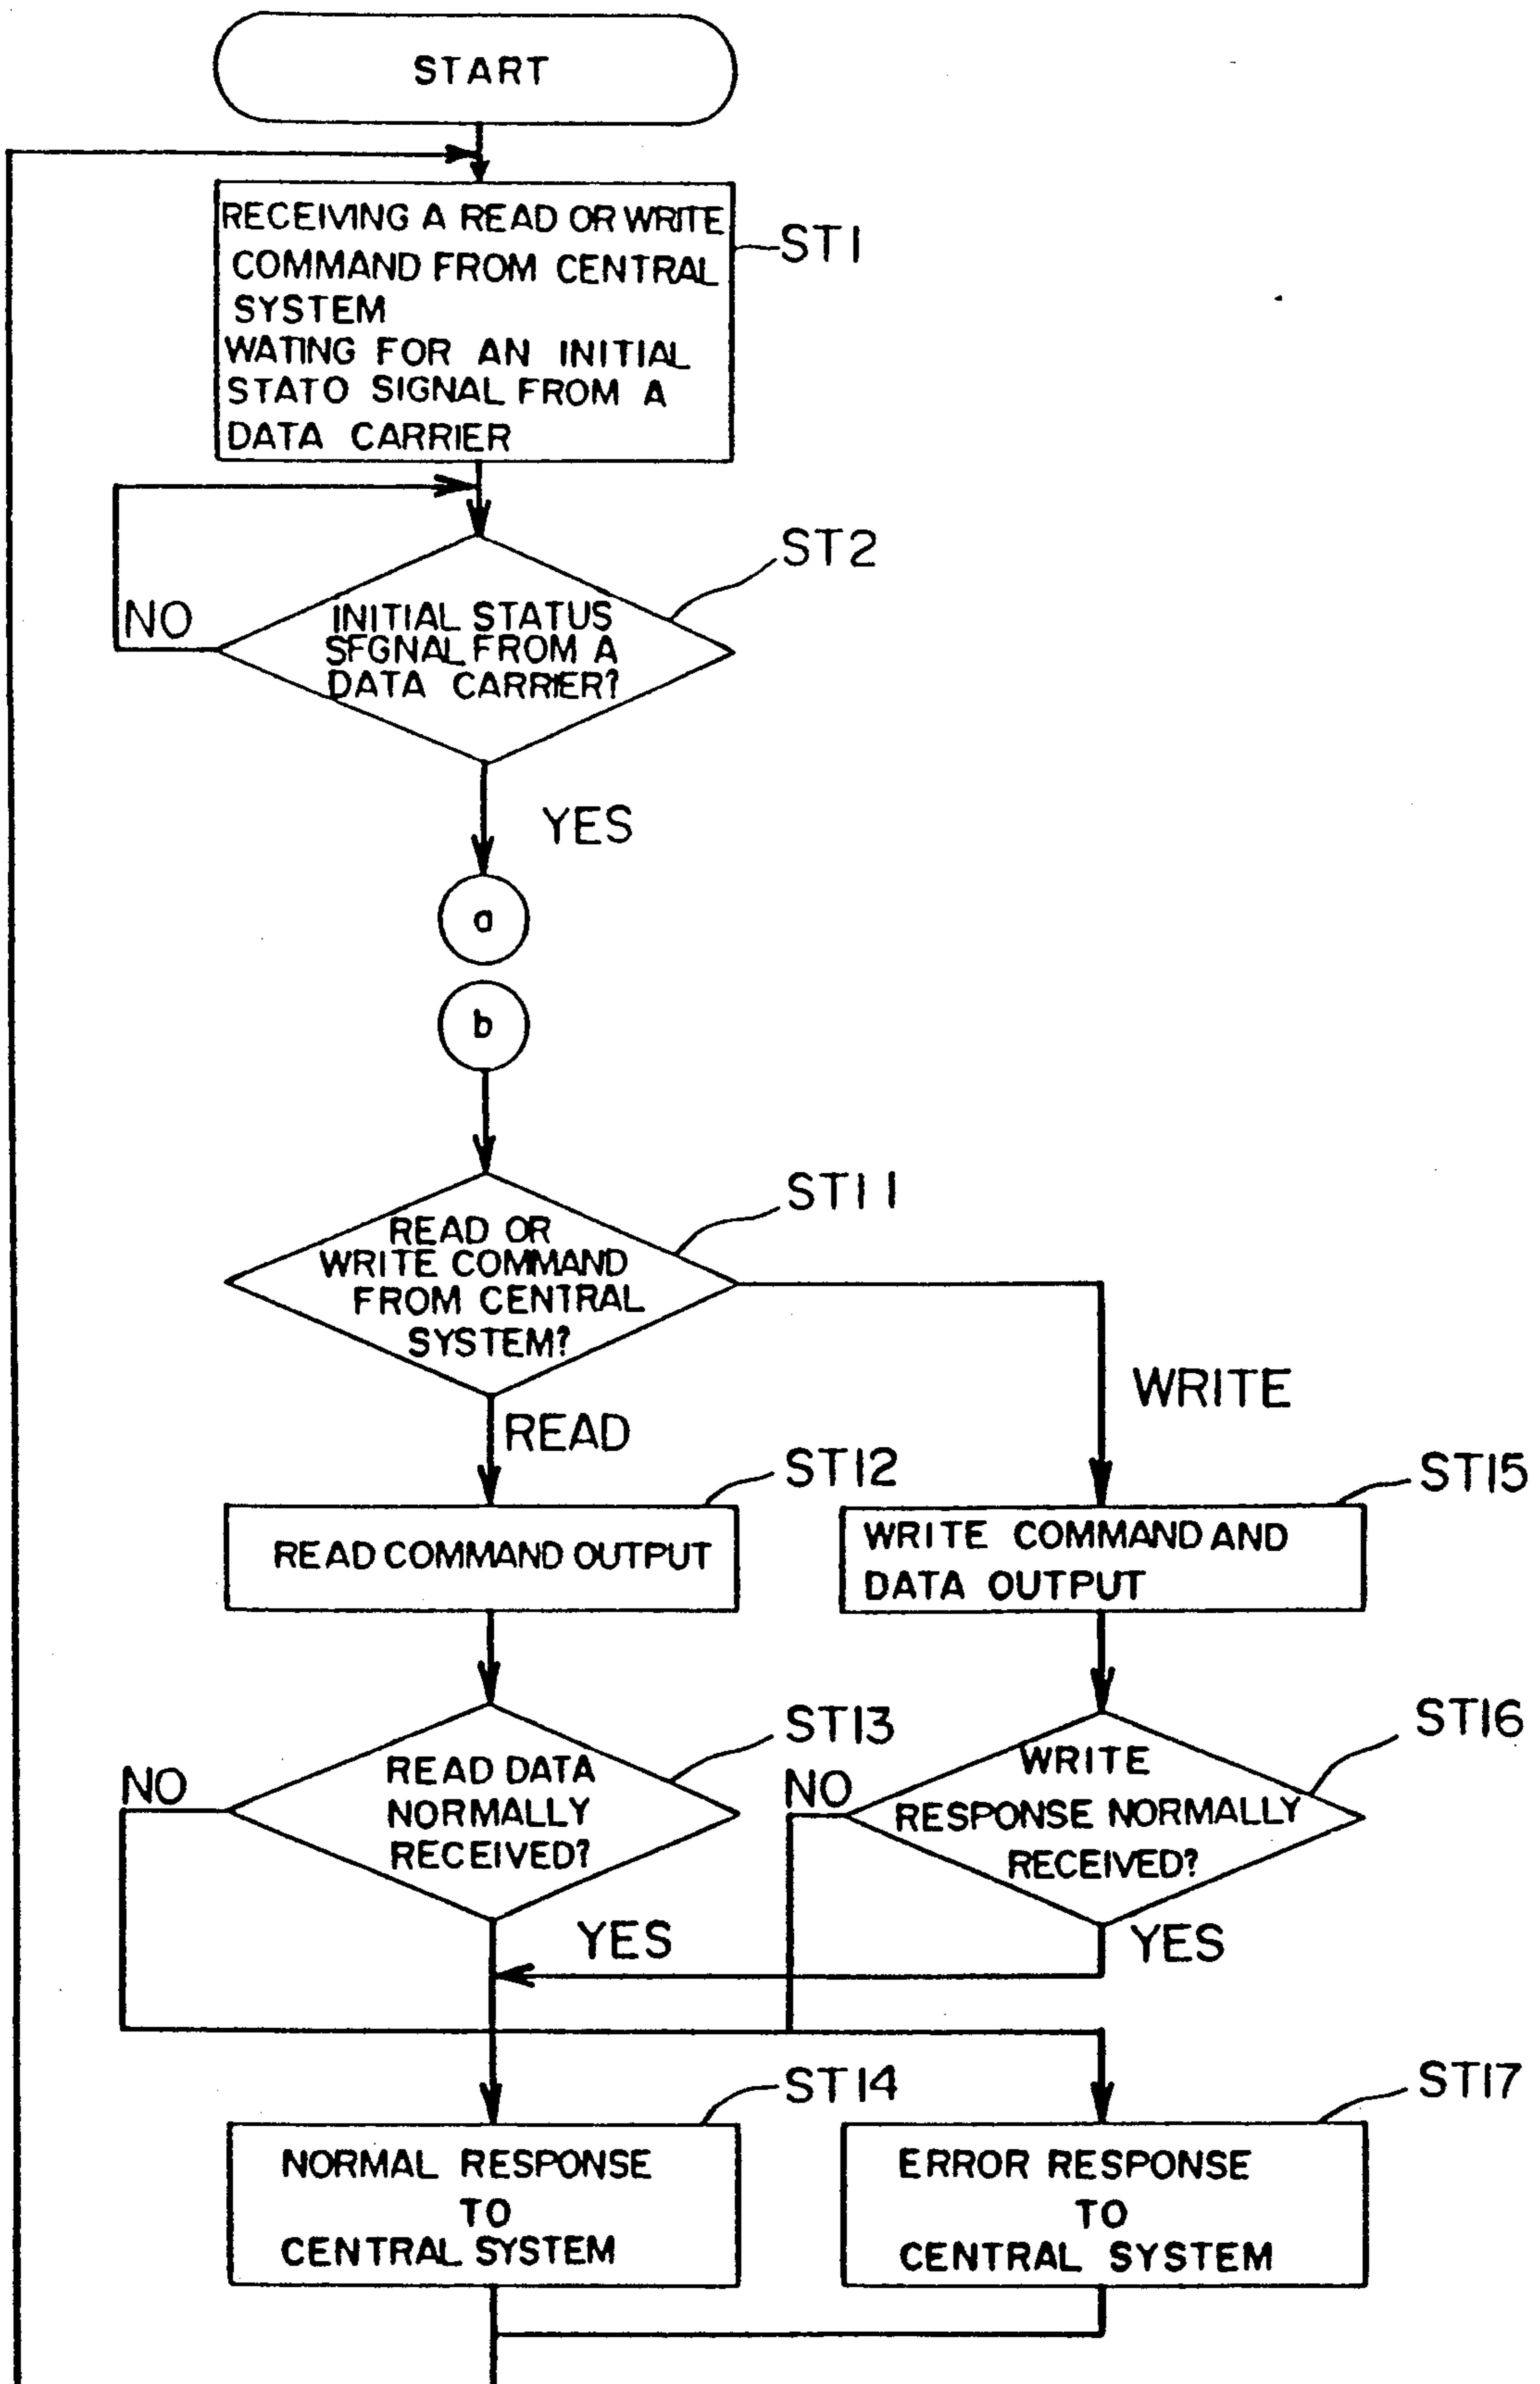 START
RECEIVING A READ OR WRITE
COMMAND FROM CENTRAL
SYSTEM
WATING FOR AN INITIAL
STATO SIGNAL FROM A
DATA CARRIER
ST1
ST2
NO
INITIAL STATUS
SFGNAL FROM A
DATA CARRIER?
YES
a
b
ST11
READ OR
WRITE COMMAND
FROM CENTRAL
SYSTEM?
WRITE
READ
ST12
ST15
READ COMMAND OUTPUT
WRITE COMMAND AND
DATA OUTPUT
ST13
ST16
NO
READ DATA
NORMALLY
RECEIVED?
NO
WRITE
RESPONSE NORMALLY
RECEIVED?
YES
YES
ST14
ST17
NORMAL RESPONSE
TO
CENTRAL SYSTEM
ERROR RESPONSE
TO
CENTRAL SYSTEM